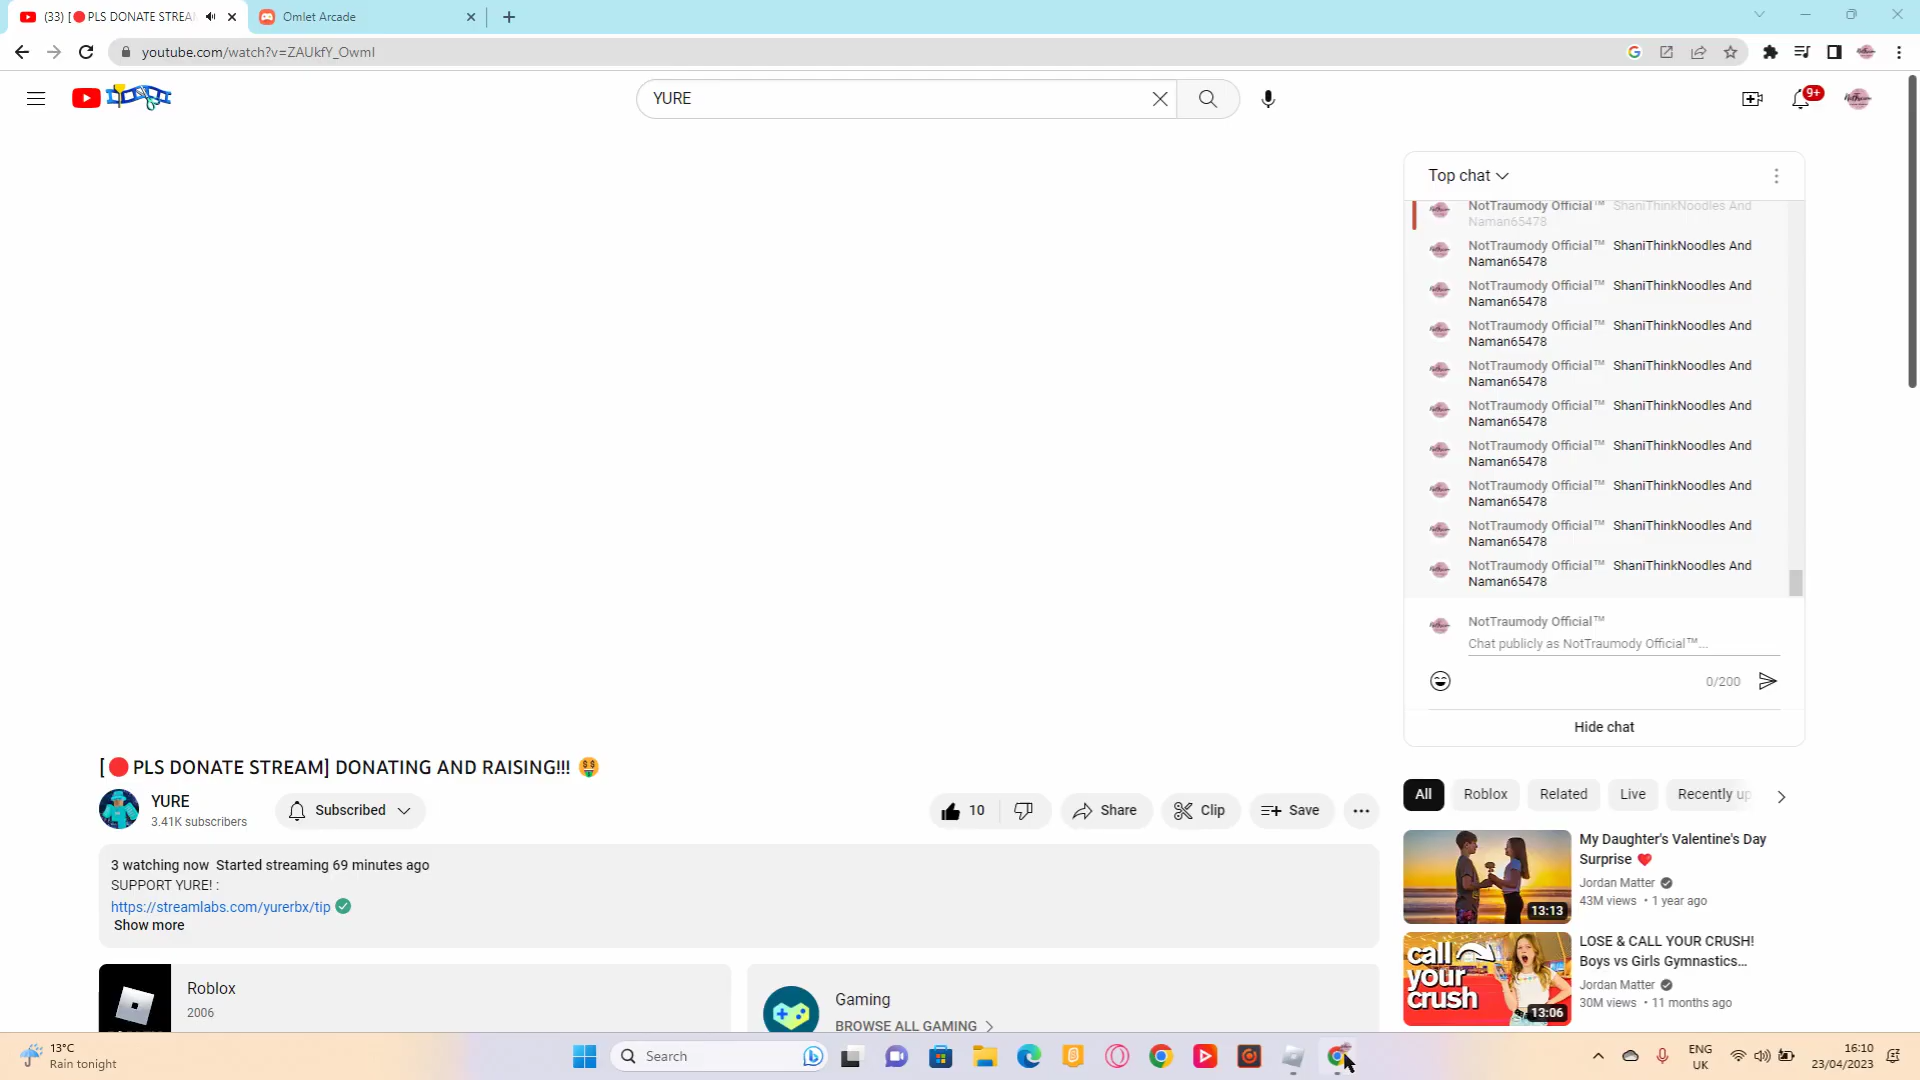 (33) [🔴PLS DONATE STREA
Omlet Arcade
youtube.com/watch?v=ZAUkfY_OwmI
YURE
9+
Top chat
NotTraumody Official™ ShaniThinkNoodles And
Naman65478
NotTraumody Official™ ShaniThinkNoodles And
Naman65478
NotTraumody Official™ ShaniThinkNoodles And
Naman65478
NotTraumody Official™ ShaniThinkNoodles And
Naman65478
NotTraumody Official™ ShaniThinkNoodles And
Naman65478
NotTraumody Official™ ShaniThinkNoodles And
Naman65478
NotTraumody Official™ ShaniThinkNoodles And
Naman65478
NotTraumody Official™ ShaniThinkNoodles And
Naman65478
NotTraumody Official™ ShaniThinkNoodles And
Naman65478
NotTraumody Official™ ShaniThinkNoodles And
Naman65478
NotTraumody Official™
Chat publicly as NotTraumody Official™...
0/200
Hide chat
[🔴PLS DONATE STREAM] DONATING AND RAISING!!! 🤑
YURE
3.41K subscribers
Subscribed
10
Share
Clip
Save
3 watching now Started streaming 69 minutes ago
SUPPORT YURE! :
https://streamlabs.com/yurerbx/tip
Show more
Roblox
2006
Gaming
BROWSE ALL GAMING
All
Roblox
Related
Live
Recently up
My Daughter's Valentine's Day
Surprise ❤️
Jordan Matter
43M views • 1 year ago
13:13
LOSE & CALL YOUR CRUSH!
Boys vs Girls Gymnastics...
Jordan Matter
30M views • 11 months ago
call
your
crush
13:06
13°C
Rain tonight
Search
ENG
UK
16:10
23/04/2023